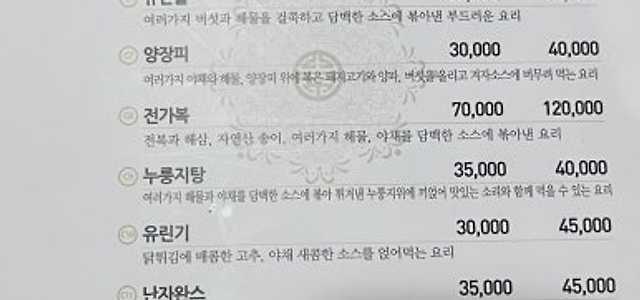 여러가지 버섯과 해물을 걸쭉하고 담백한 소스에 볶아낸 부드러운 요리
양장피 30,000 40,000
여러가지 야채와 해물, 양장피 위에 볶은 돼지고기와 양파, 버섯을 올리고 겨자소스에 버무려 먹는 요리
전가복 70,000 120,000
전복과 해삼, 자연산 송이, 여러가지 해물, 야채를 담백한 소스에 볶아낸 요리
누룽지탕 35,000 40,000
여러가지 해물과 야채를 담백한 소스에 볶아 튀겨낸 누룽지위에 끼얹어 맛있는 소리와 함께 먹을 수 있는 요리
유린기 30,000 45,000
닭튀김에 매콤한 고추, 야채 새콤한 소스를 얹어먹는 요리
난자완스 35,000 45,000